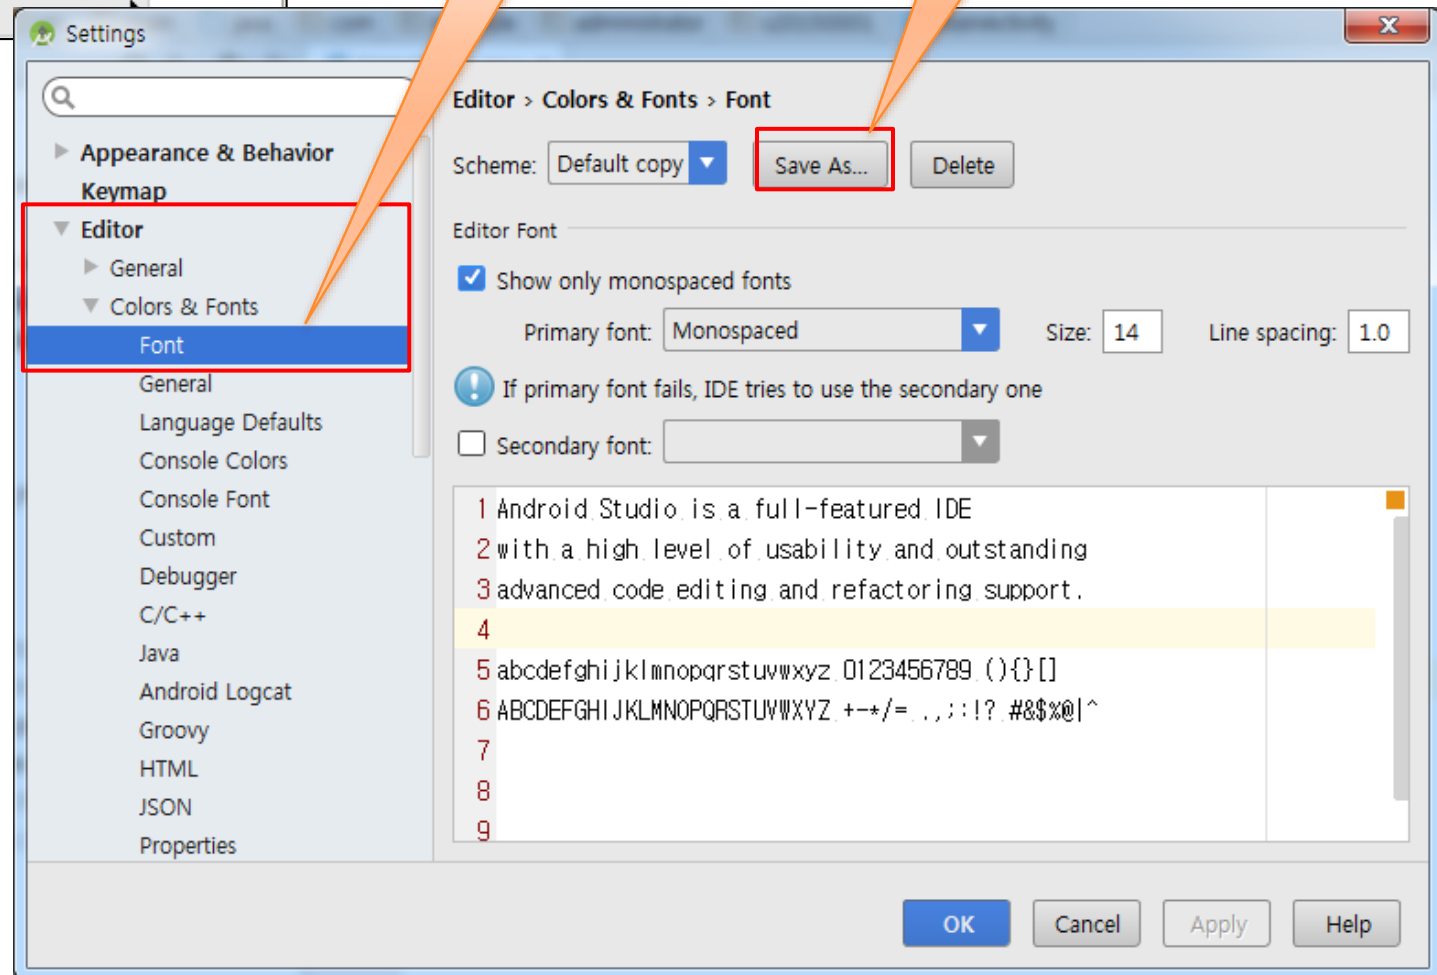 Settings
Editor > Colors & Fonts > Font
Appearance & Behavior
Keymap
Editor
General
Colors & Fonts
Font
General
Language Defaults
Console Colors
Console Font
Custom
Debugger
C/C++
Java
Android Logcat
Groovy
HTML
JSON
Properties
Scheme: Default copy Save As... Delete
Editor Font
Show only monospaced fonts
Primary font: Monospaced Size: 14 Line spacing: 1.0
If primary font fails, IDE tries to use the secondary one
Secondary font:
1 Android Studio is a full-featured IDE
2 with a high level of usability and outstanding
3 advanced code editing and refactoring support.
4
5 abcdefghijklmnopqrstuvwxyz 0123456789 (){}[]
6 ABCDEFGHIJKLMNOPQRSTUVWXYZ +-*/= .,;:!? #&$%@|^
7
8
9
OK Cancel Apply Help